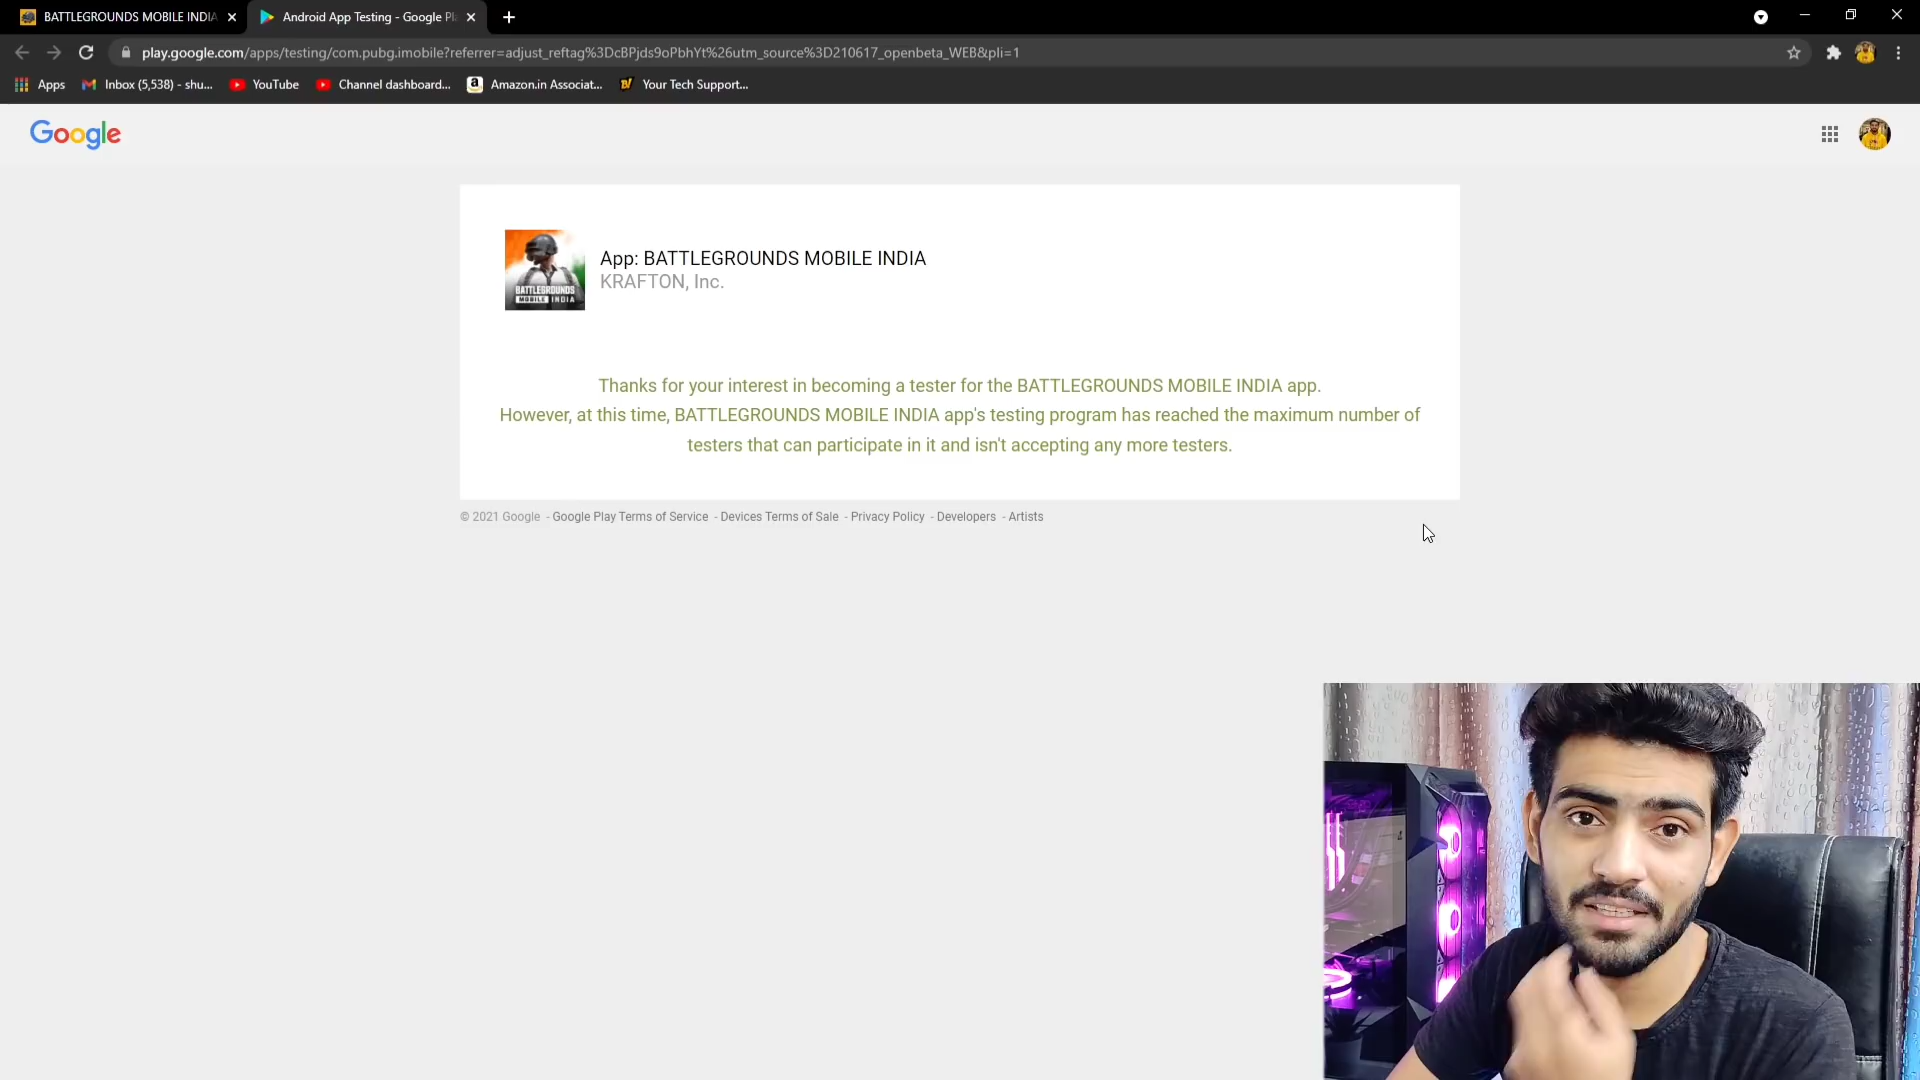 BATTLEGROUNDS MOBILE INDIA
Android App Testing - Google Pl
play.google.com/apps/testing/com.pubg.imobile?referrer=adjust_reftag%3DcBPjds9oPbhYt%26utm_source%3D210617_openbeta_WEB&pli=1
Apps
Inbox (5,538) - shu...
YouTube
Channel dashboard...
Amazon.in Associat...
Your Tech Support...
Google
BATTLEGROUNDS
MOBILE INDIA
App: BATTLEGROUNDS MOBILE INDIA
KRAFTON, Inc.
Thanks for your interest in becoming a tester for the BATTLEGROUNDS MOBILE INDIA app.
However, at this time, BATTLEGROUNDS MOBILE INDIA app's testing program has reached the maximum number of
testers that can participate in it and isn't accepting any more testers.
© 2021 Google - Google Play Terms of Service - Devices Terms of Sale - Privacy Policy - Developers - Artists